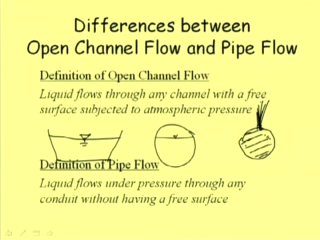 Differences between
Open Channel Flow and Pipe Flow
Definition of Open Channel Flow
Liquid flows through any channel with a free
surface subjected to atmospheric pressure
Definition of Pipe Flow
Liquid flows under pressure through any
conduit without having a free surface